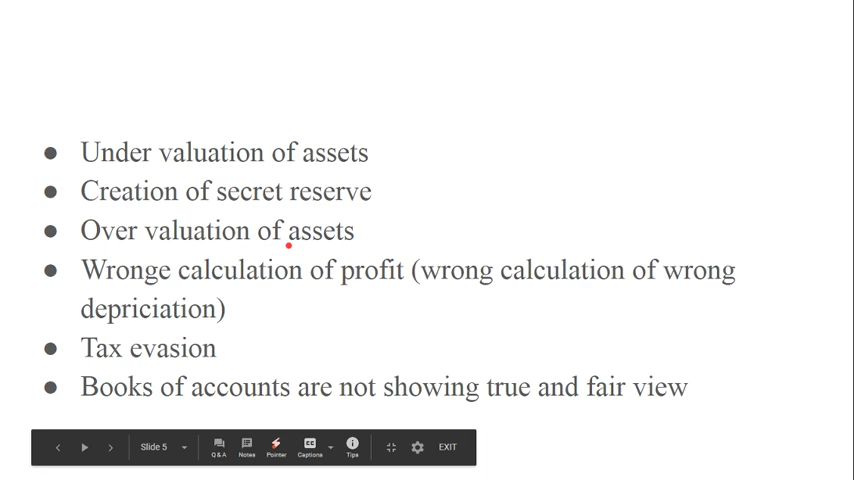 ● Under valuation of assets
● Creation of secret reserve
● Over valuation of assets
● Wronge calculation of profit (wrong calculation of wrong
depriciation)
● Tax evasion
● Books of accounts are not showing true and fair view
Slide 5 Q & A Notes Pointer CC Captions Tips EXIT